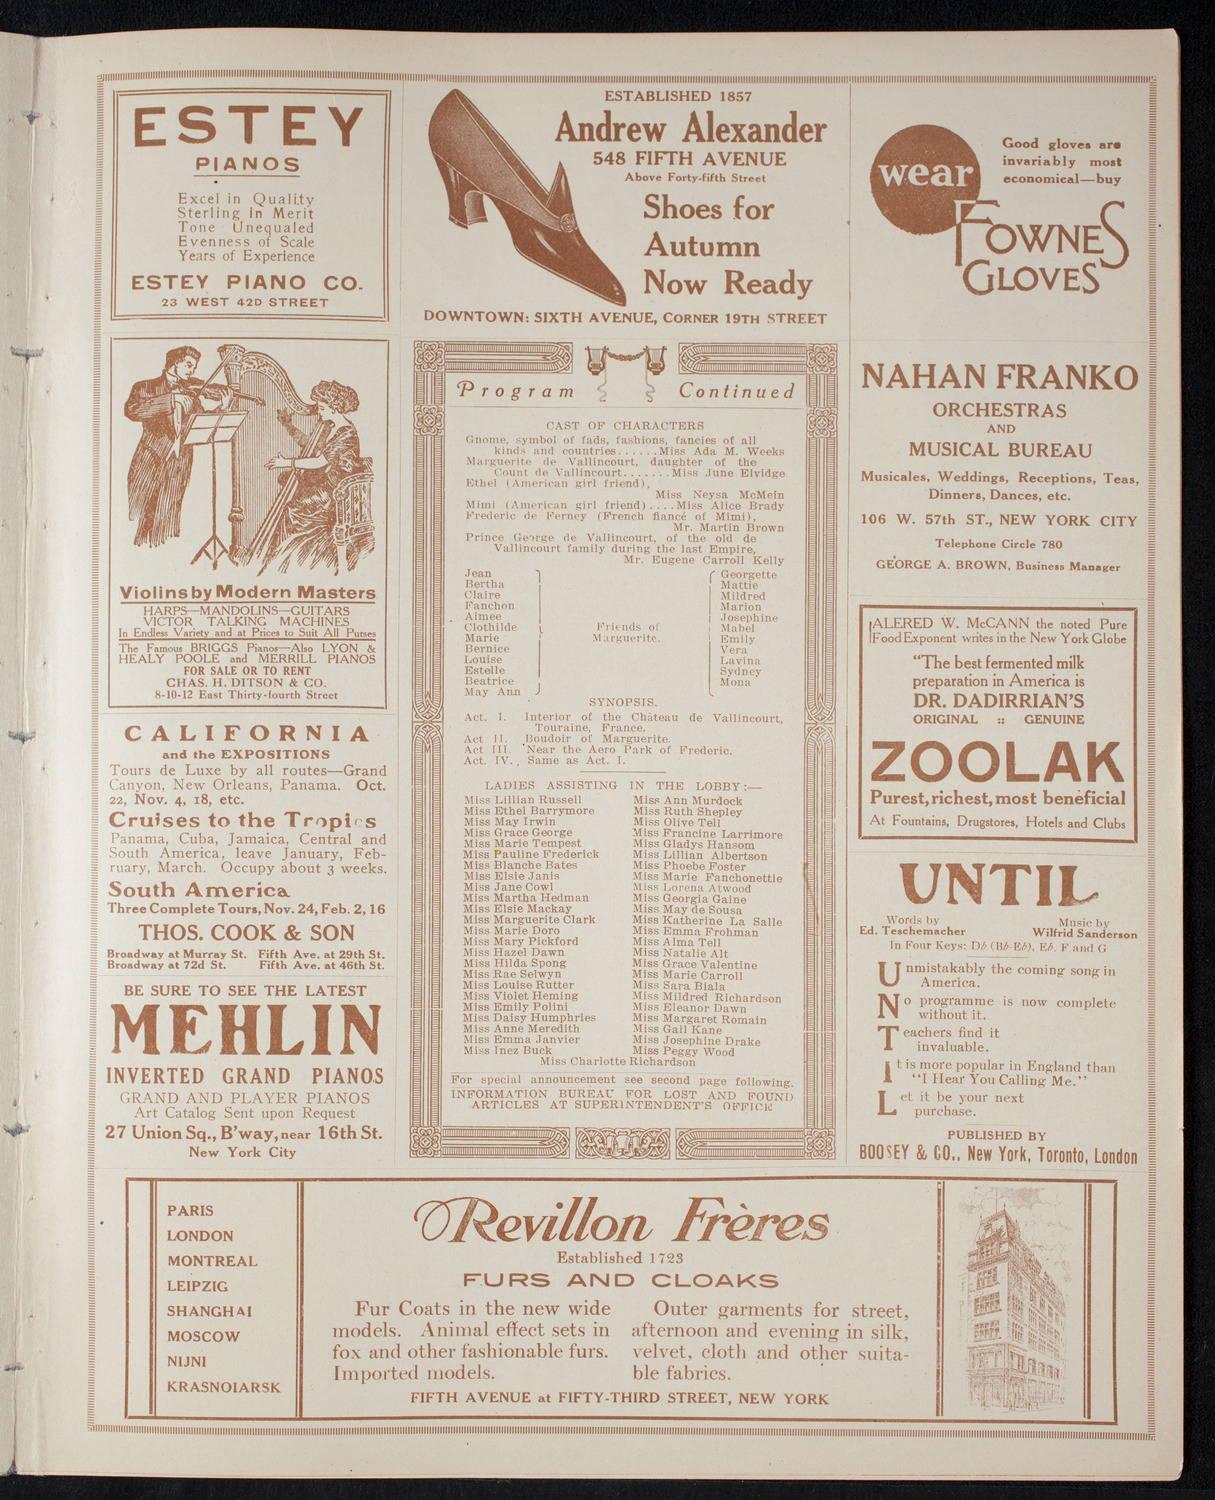 ESTEY
PIANOS
Excel in Quality
Sterling in Merit
Tone Unequaled
Evenness of Scale
Years of Experience
ESTEY PIANO CO.
23 WEST 42D STREET
ESTABLISHED 1857
Andrew Alexander
548 FIFTH AVENUE
Above Forty-fifth Street
Shoes for
Autumn
Now Ready
DOWNTOWN: SIXTH AVENUE, CORNER 19TH STREET
wear
Good gloves are
invariably most
economical—buy
FOWNES
GLOVES
Violins by Modern Masters
HARPS—MANDOLINS—GUITARS
VICTOR TALKING MACHINES
In Endless Variety and at Prices to Suit All Purses
The Famous BRIGGS Pianos—Also LYON &
HEALY POOLE and MERRILL PIANOS
FOR SALE OR TO RENT
CHAS. H. DITSON & CO.
8-10-12 East Thirty-fourth Street
CALIFORNIA
and the EXPOSITIONS
Tours de Luxe by all routes—Grand
Canyon, New Orleans, Panama. Oct.
22, Nov. 4, 18, etc.
Cruises to the Tropics
Panama, Cuba, Jamaica, Central and
South America, leave January, Feb-
ruary, March. Occupy about 3 weeks.
South America
Three Complete Tours, Nov. 24, Feb. 2, 16
THOS. COOK & SON
Broadway at Murray St. Fifth Ave. at 29th St.
Broadway at 72d St. Fifth Ave. at 46th St.
BE SURE TO SEE THE LATEST
MEHLIN
INVERTED GRAND PIANOS
GRAND AND PLAYER PIANOS
Art Catalog Sent upon Request
27 Union Sq., B'way, near 16th St.
New York City
Program Continued
CAST OF CHARACTERS
Gnome, symbol of fads, fashions, fancies of all
kinds and countries......Miss Ada M. Weeks
Marguerite de Vallincourt, daughter of the
Count de Vallincourt.......Miss June Elvidge
Ethel (American girl friend),
Miss Neysa McMein
Mimi (American girl friend)....Miss Alice Brady
Frederic de Ferney (French fiancé of Mimi),
Mr. Martin Brown
Prince George de Vallincourt, of the old de
Vallincourt family during the last Empire,
Mr. Eugene Carroll Kelly
Jean
Bertha
Claire
Fanchon
Aimee
Clothilde
Marie
Bernice
Louise
Estelle
Beatrice
May Ann
Friends of
Marguerite.
Georgette
Mattie
Mildred
Marion
Josephine
Mabel
Emily
Vera
Lavina
Sydney
Mona
SYNOPSIS.
Act. I. Interior of the Château de Vallincourt,
Touraine, France.
Act II. Boudoir of Marguerite.
Act III. Near the Aero Park of Frederic.
Act. IV. Same as Act. I.
LADIES ASSISTING IN THE LOBBY:—
Miss Lillian Russell Miss Ann Murdock
Miss Ethel Barrymore Miss Ruth Shepley
Miss May Irwin Miss Olive Tell
Miss Grace George Miss Francine Larrimore
Miss Marie Tempest Miss Gladys Hansom
Miss Pauline Frederick Miss Lillian Albertson
Miss Blanche Bates Miss Phoebe Foster
Miss Elsie Janis Miss Marie Fanchonettie
Miss Jane Cowl Miss Lorena Atwood
Miss Martha Hedman Miss Georgia Gaine
Miss Elsie Mackay Miss May de Sousa
Miss Marguerite Clark Miss Katherine La Salle
Miss Marie Doro Miss Emma Frohman
Miss Mary Pickford Miss Alma Tell
Miss Hazel Dawn Miss Natalie Alt
Miss Hilda Spong Miss Grace Valentine
Miss Rae Selwyn Miss Marie Carroll
Miss Louise Rutter Miss Sara Biala
Miss Violet Heming Miss Mildred Richardson
Miss Emily Polini Miss Eleanor Dawn
Miss Daisy Humphries Miss Margaret Romain
Miss Anne Meredith Miss Gail Kane
Miss Emma Janvier Miss Josephine Drake
Miss Inez Buck Miss Peggy Wood
Miss Charlotte Richardson
For special announcement see second page following.
INFORMATION BUREAU FOR LOST AND FOUND
ARTICLES AT SUPERINTENDENT'S OFFICE
NAHAN FRANKO
ORCHESTRAS
AND
MUSICAL BUREAU
Musicales, Weddings, Receptions, Teas,
Dinners, Dances, etc.
106 W. 57th ST., NEW YORK CITY
Telephone Circle 780
GEORGE A. BROWN, Business Manager
ALERED W. McCANN the noted Pure
Food Exponent writes in the New York Globe
"The best fermented milk
preparation in America is
DR. DADIRRIAN'S
ORIGINAL :: GENUINE
ZOOLAK
Purest, richest, most beneficial
At Fountains, Drugstores, Hotels and Clubs
UNTIL
Words by Music by
Ed. Teschemacher Wilfrid Sanderson
In Four Keys: D♭ (B♭-E♭), E♭, F and G
Unmistakably the coming song in
America.
No programme is now complete
without it.
Teachers find it
invaluable.
It is more popular in England than
"I Hear You Calling Me."
Let it be your next
purchase.
PUBLISHED BY
BOOSEY & CO., New York, Toronto, London
PARIS
LONDON
MONTREAL
LEIPZIG
SHANGHAI
MOSCOW
NIJNI
KRASNOIARSK
Revillon Frères
Established 1723
FURS AND CLOAKS
Fur Coats in the new wide
models. Animal effect sets in
fox and other fashionable furs.
Imported models.
Outer garments for street,
afternoon and evening in silk,
velvet, cloth and other suita-
ble fabrics.
FIFTH AVENUE at FIFTY-THIRD STREET, NEW YORK